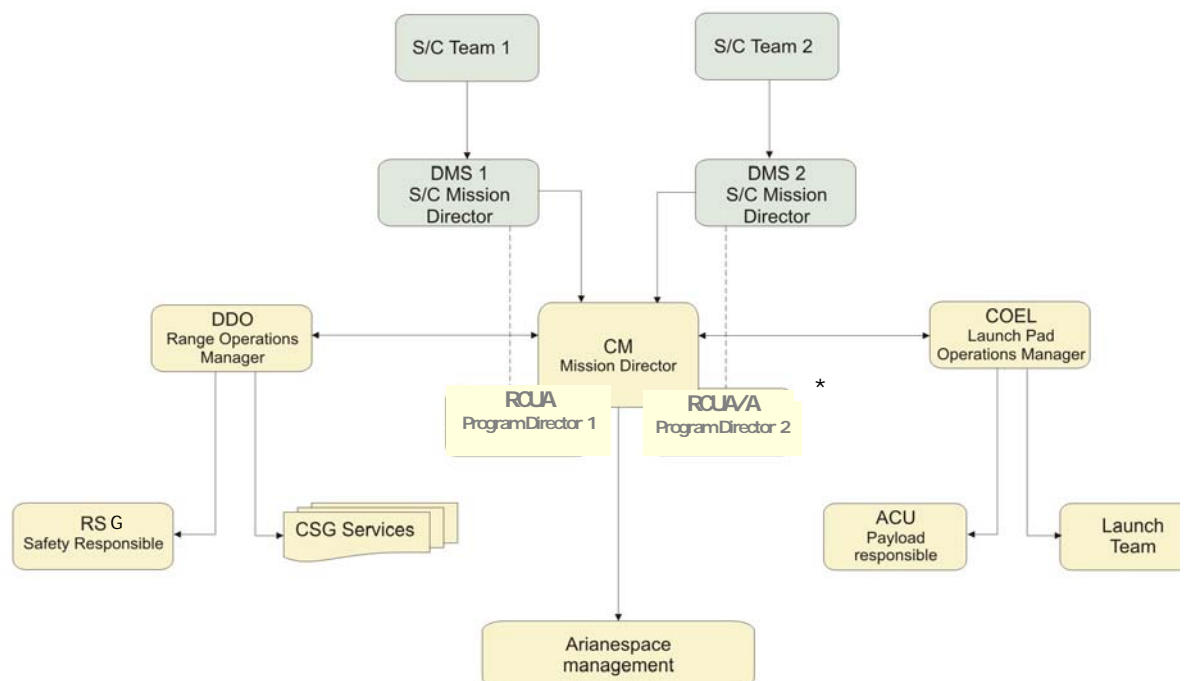 S/C Team 1
S/C Team 2
DMS 1
S/C Mission
Director
DMS 2
S/C Mission
Director
DDO
Range Operations
Manager
CM
Mission Director
COEL
Launch Pad
Operations Manager
RCUA
Program Director 1
RCUA/A
Program Director 2
*
RSG
Safety Responsible
CSG Services
ACU
Payload
responsible
Launch
Team
Arianespace
management